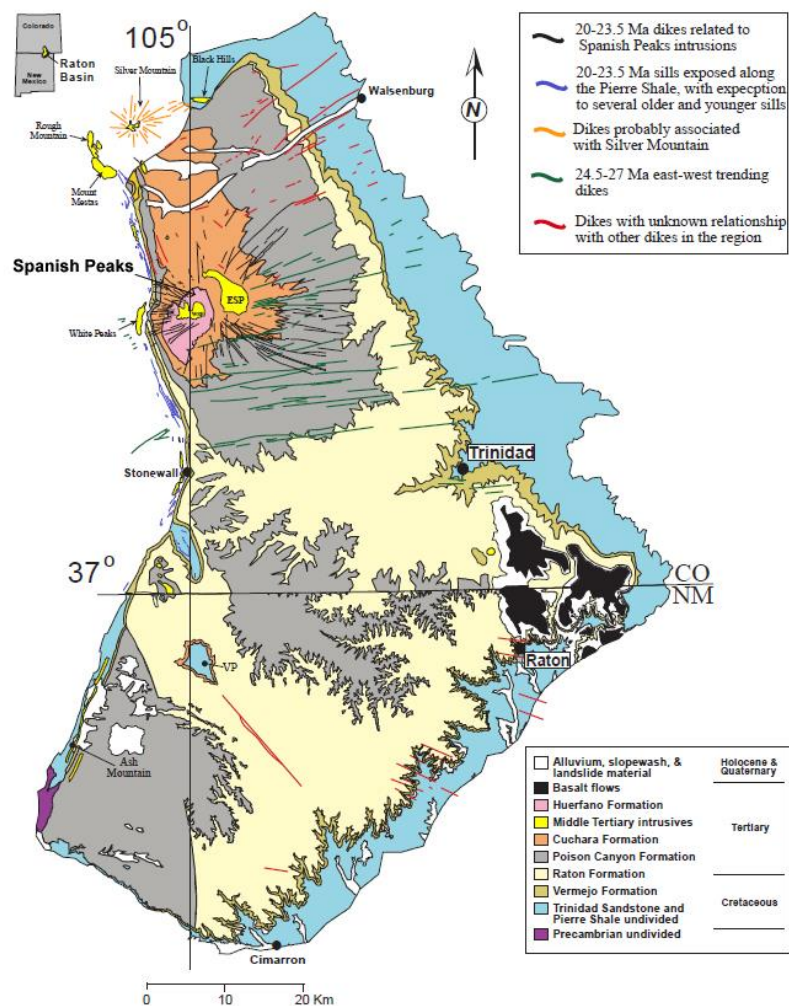 Colorado
Raton
Basin
New
Mexico
105°
Silver Mountain
Black Hills
Rough
Mountain
Mount
Mestas
Walsenburg
N
Spanish Peaks
ESP
White Peaks
Stonewall
Trinidad
37°
CO
NM
VP
Raton
Ash
Mountain
Cimarron
0 10 20 Km
20-23.5 Ma dikes related to
Spanish Peaks intrusions
20-23.5 Ma sills exposed along
the Pierre Shale, with expecption
to several older and younger sills
Dikes probably associated
with Silver Mountain
24.5-27 Ma east-west trending
dikes
Dikes with unknown relationship
with other dikes in the region
Alluvium, slopewash, &
landslide material
Basalt flows
Huerfano Formation
Middle Tertiary intrusives
Cuchara Formation
Poison Canyon Formation
Raton Formation
Vermejo Formation
Trinidad Sandstone and
Pierre Shale undivided
Precambrian undivided
Holocene &
Quaternary
Tertiary
Cretaceous